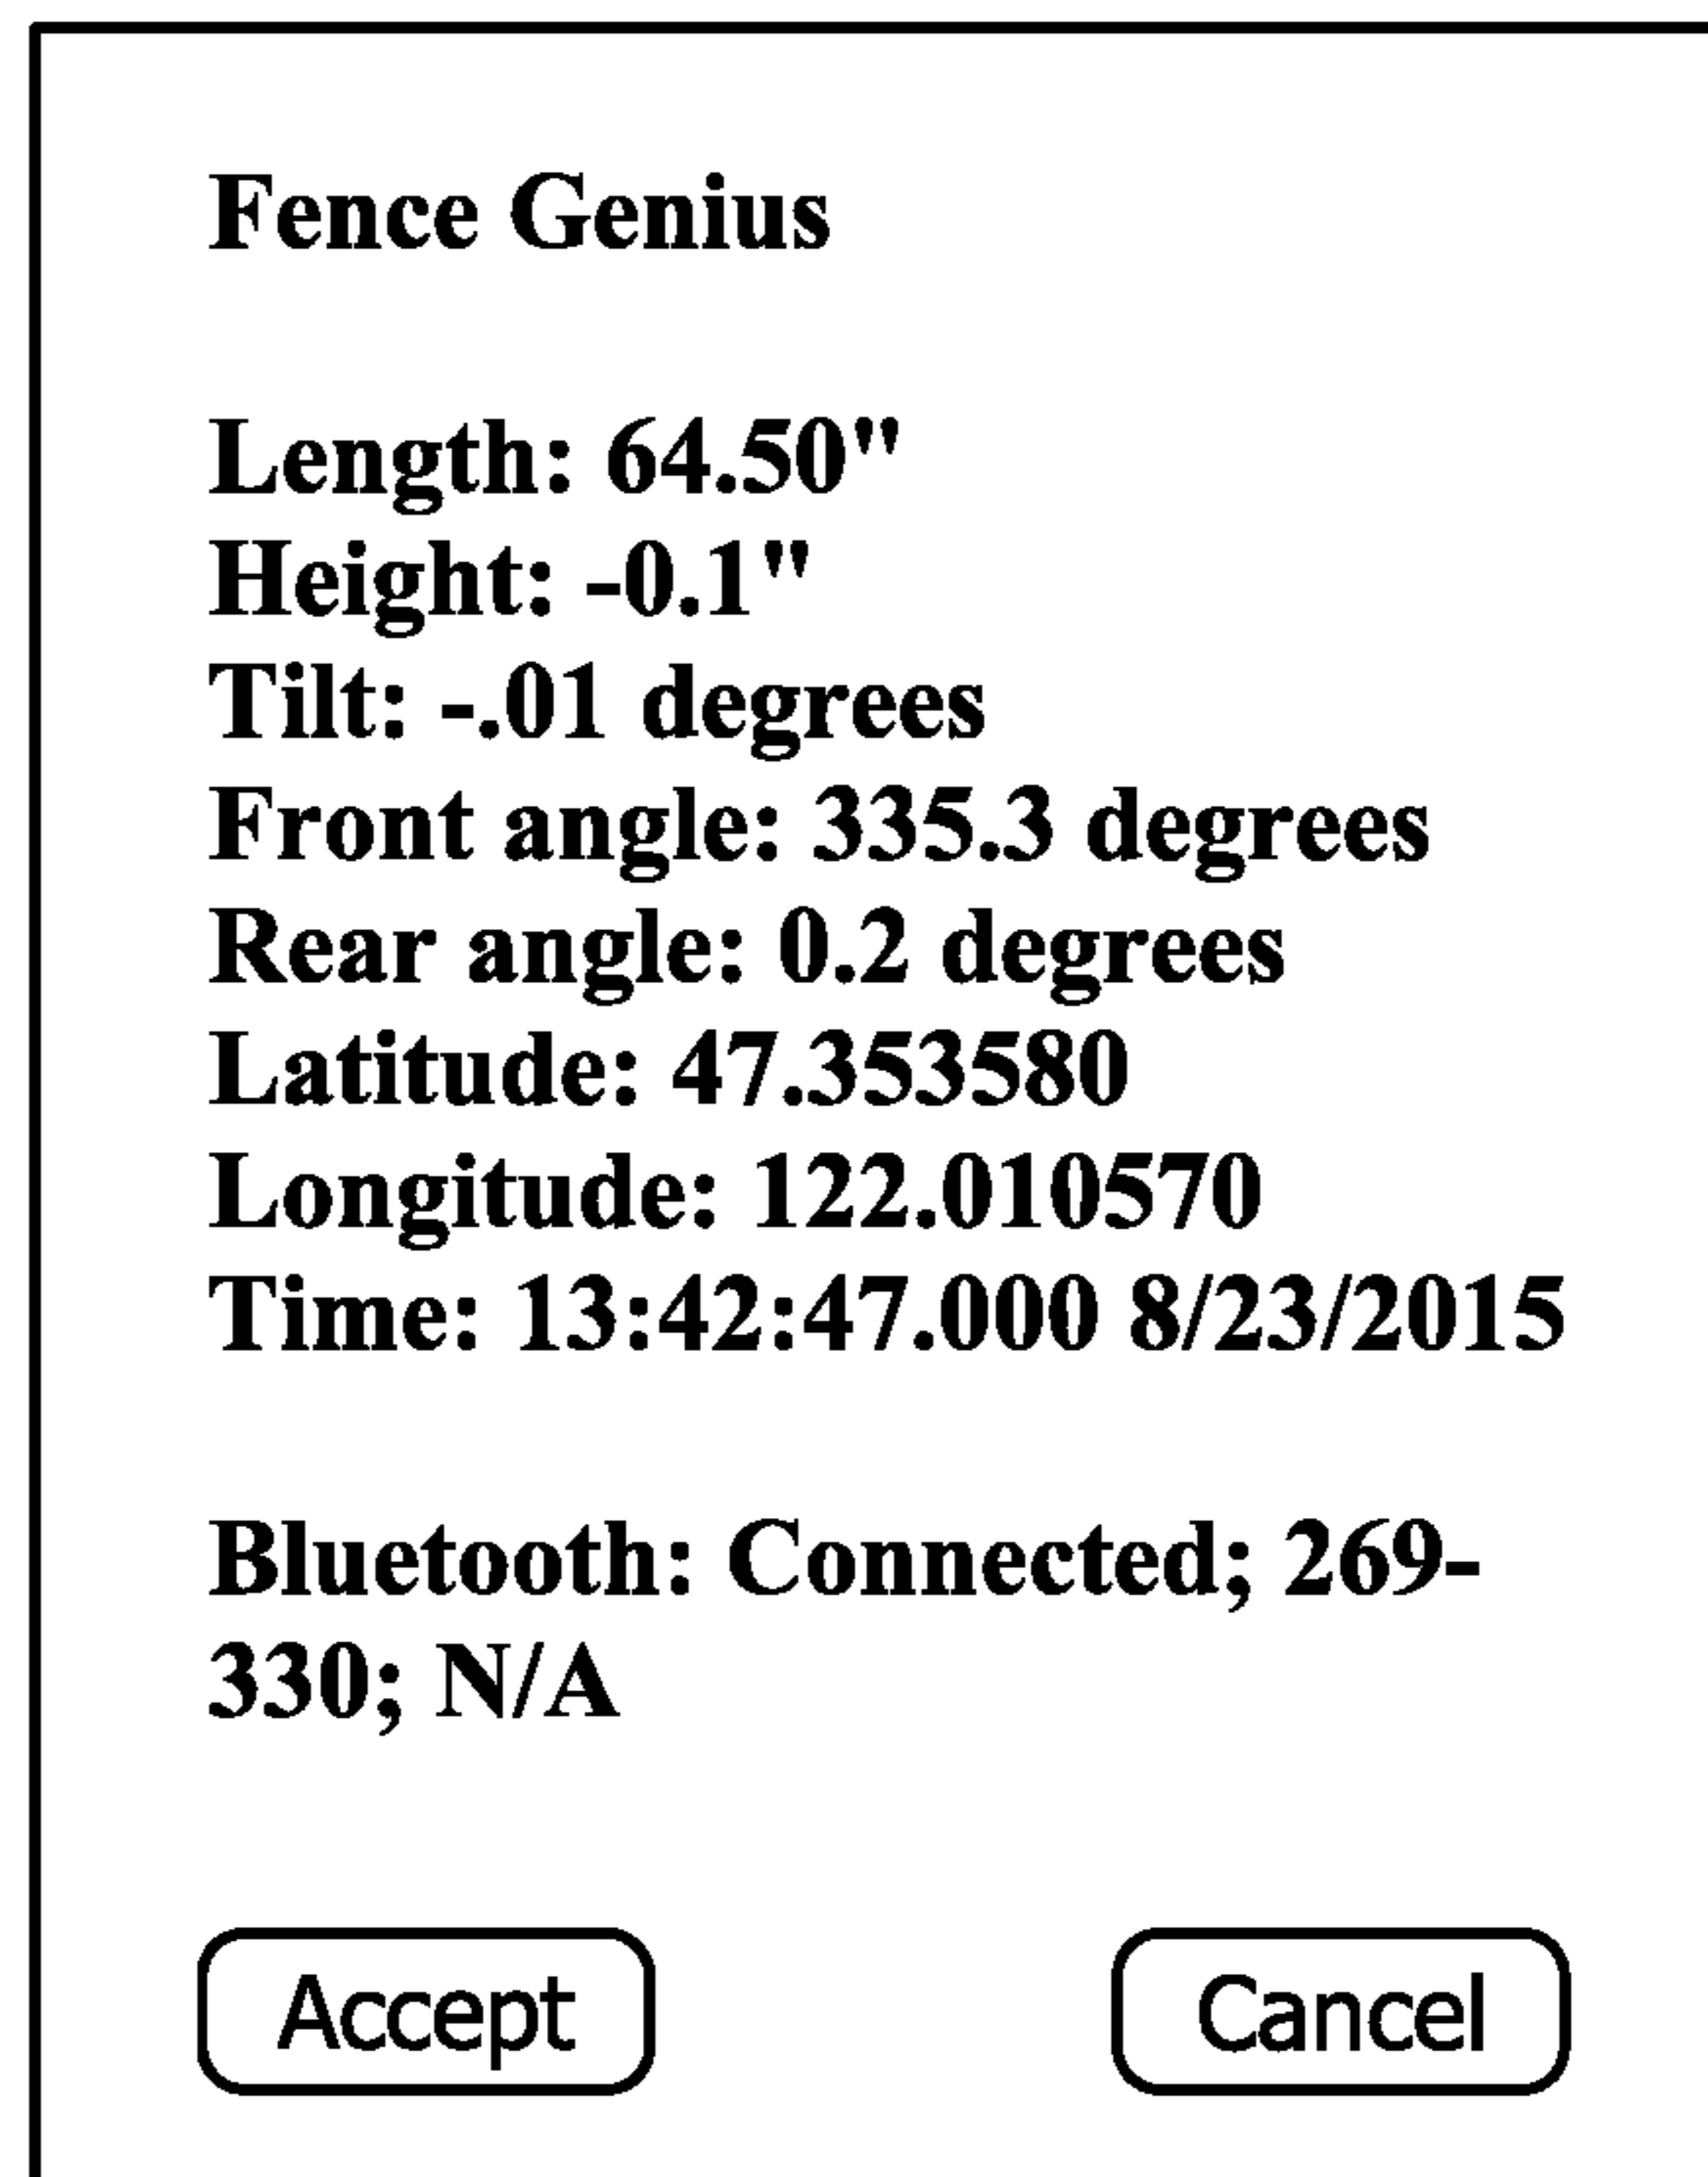 Fence Genius
Length: 64.50"
Height: -0.1"
Tilt: -.01 degrees
Front angle: 335.3 degrees
Rear angle: 0.2 degrees
Latitude: 47.353580
Longitude: 122.010570
Time: 13:42:47.000 8/23/2015
Bluetooth: Connected; 269-
330; N/A
Accept Cancel